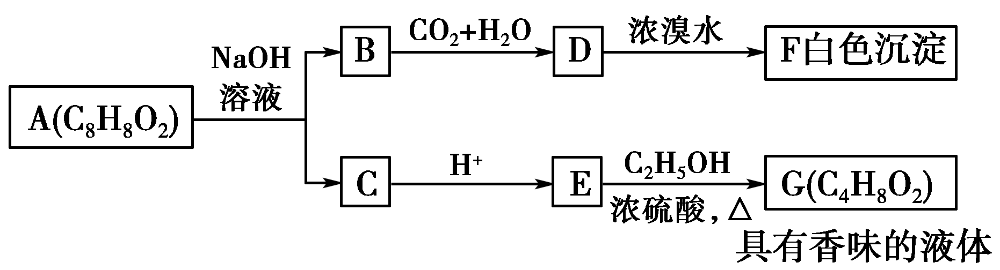 A(C₈H₈O₂)
NaOH
溶液
B
CO₂+H₂O
D
浓溴水
F白色沉淀
C
H⁺
E
C₂H₅OH
浓硫酸,△
G(C₄H₈O₂)
具有香味的液体